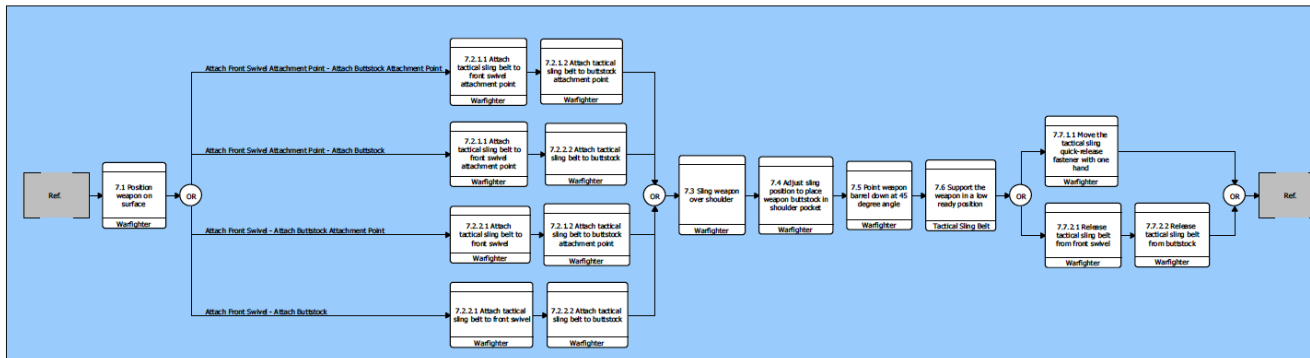 Ref.
7.1 Position
weapon on
surface
Warfighter
OR
Attach Front Swivel Attachment Point - Attach Buttstock Attachment Point
7.2.1.1 Attach
tactical sling belt to
front swivel
attachment point
Warfighter
7.2.1.2 Attach tactical
sling belt to buttstock
attachment point
Warfighter
Attach Front Swivel Attachment Point - Attach Buttstock
7.2.1.1 Attach
tactical sling belt to
front swivel
attachment point
Warfighter
7.2.2.2 Attach tactical
sling belt to buttstock
Warfighter
Attach Front Swivel - Attach Buttstock Attachment Point
7.2.2.1 Attach
tactical sling belt to
front swivel
Warfighter
7.2.1.2 Attach tactical
sling belt to buttstock
attachment point
Warfighter
Attach Front Swivel - Attach Buttstock
7.2.2.1 Attach tactical
sling belt to front swivel
Warfighter
7.2.2.2 Attach tactical
sling belt to buttstock
Warfighter
OR
7.3 Sling weapon
over shoulder
Warfighter
7.4 Adjust sling
position to place
weapon buttstock in
shoulder pocket
Warfighter
7.5 Point weapon
barrel down at 45
degree angle
Warfighter
7.6 Support the
weapon in a low
ready position
Tactical Sling Belt
OR
7.7.1.1 Move the
tactical sling
quick-release
fastener with one
hand
Warfighter
7.7.2.1 Release
tactical sling belt
from front swivel
Warfighter
7.7.2.2 Release
tactical sling belt
from buttstock
Warfighter
OR
Ref.